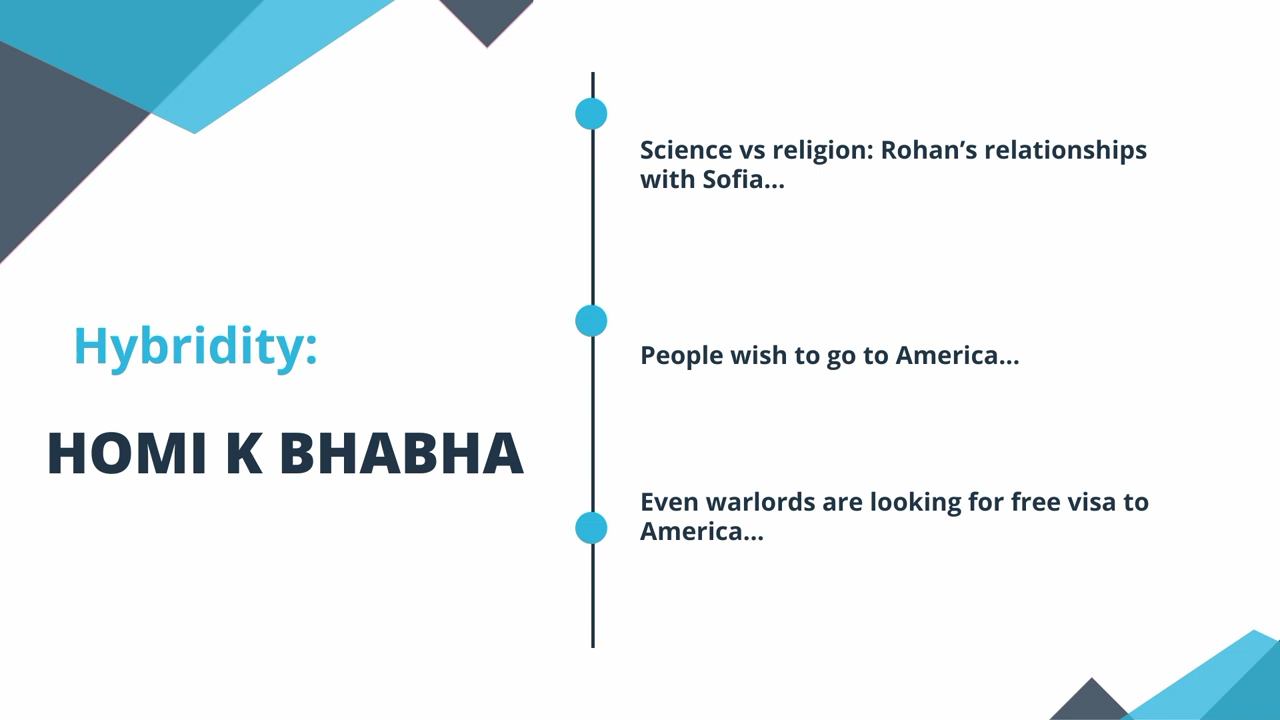 Hybridity:
HOMI K BHABHA
Science vs religion: Rohan’s relationships
with Sofia...
People wish to go to America...
Even warlords are looking for free visa to
America...